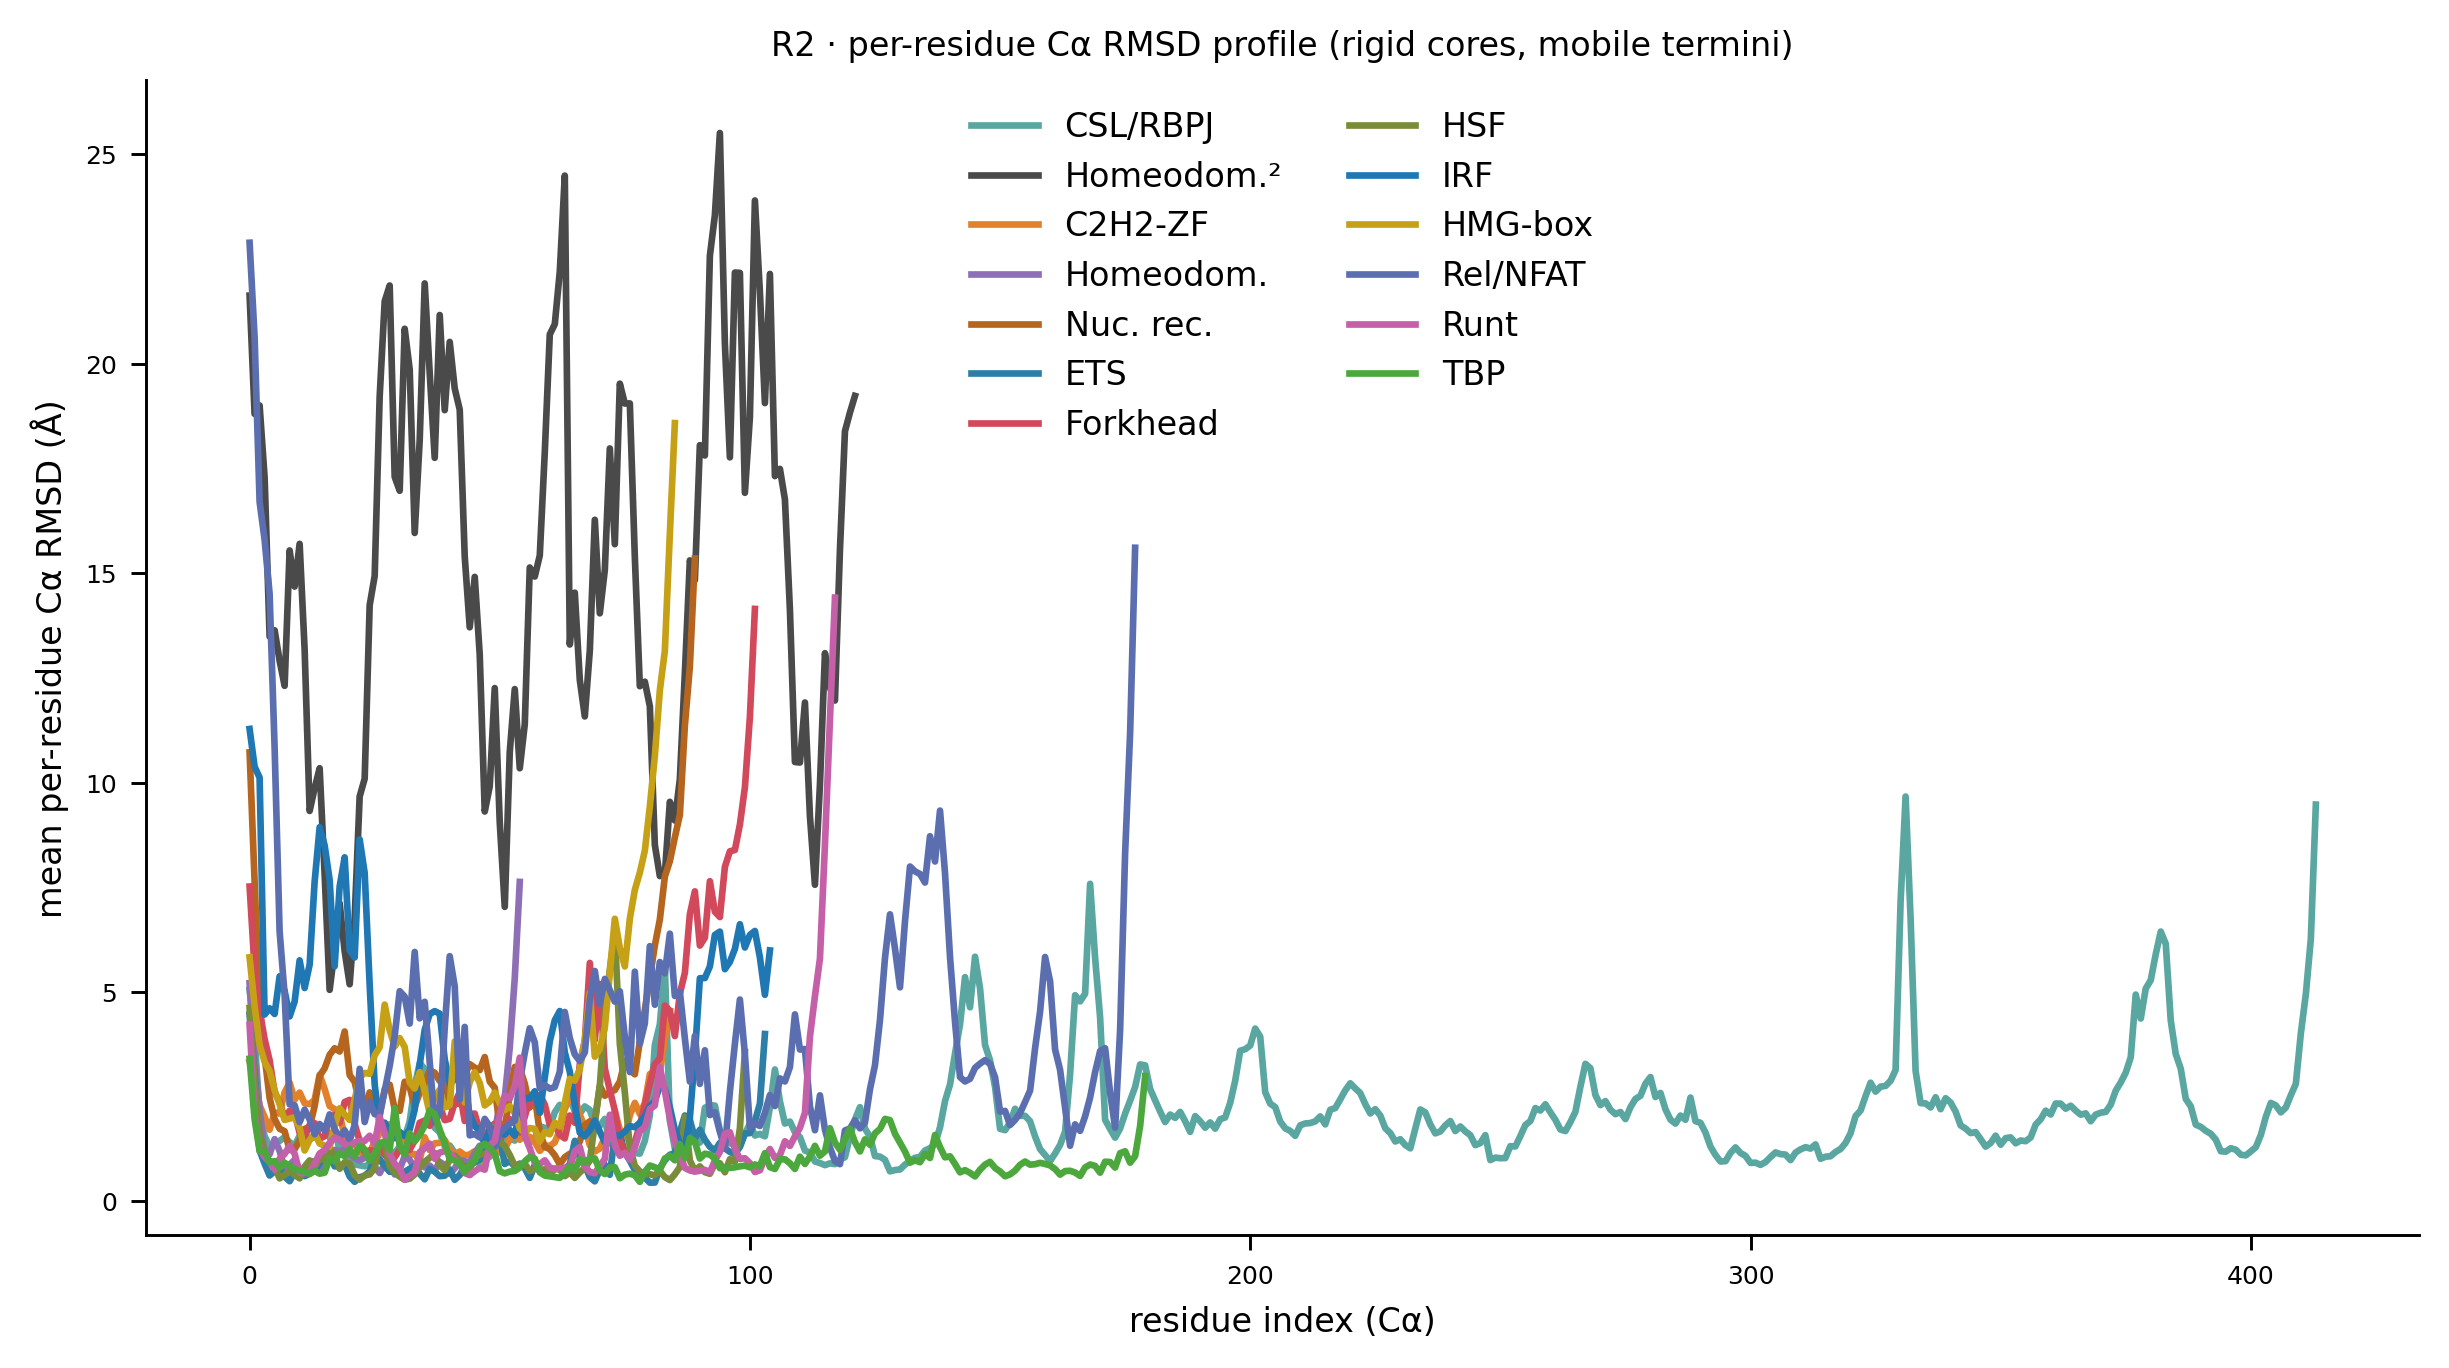 R2 · per-residue Cα RMSD profile (rigid cores, mobile termini)
CSL/RBPJ
Homeodom.²
C2H2-ZF
Homeodom.
Nuc. rec.
ETS
Forkhead
HSF
IRF
HMG-box
Rel/NFAT
Runt
TBP
mean per-residue Cα RMSD (Å)
25
20
15
10
5
0
0
100
200
300
400
residue index (Cα)